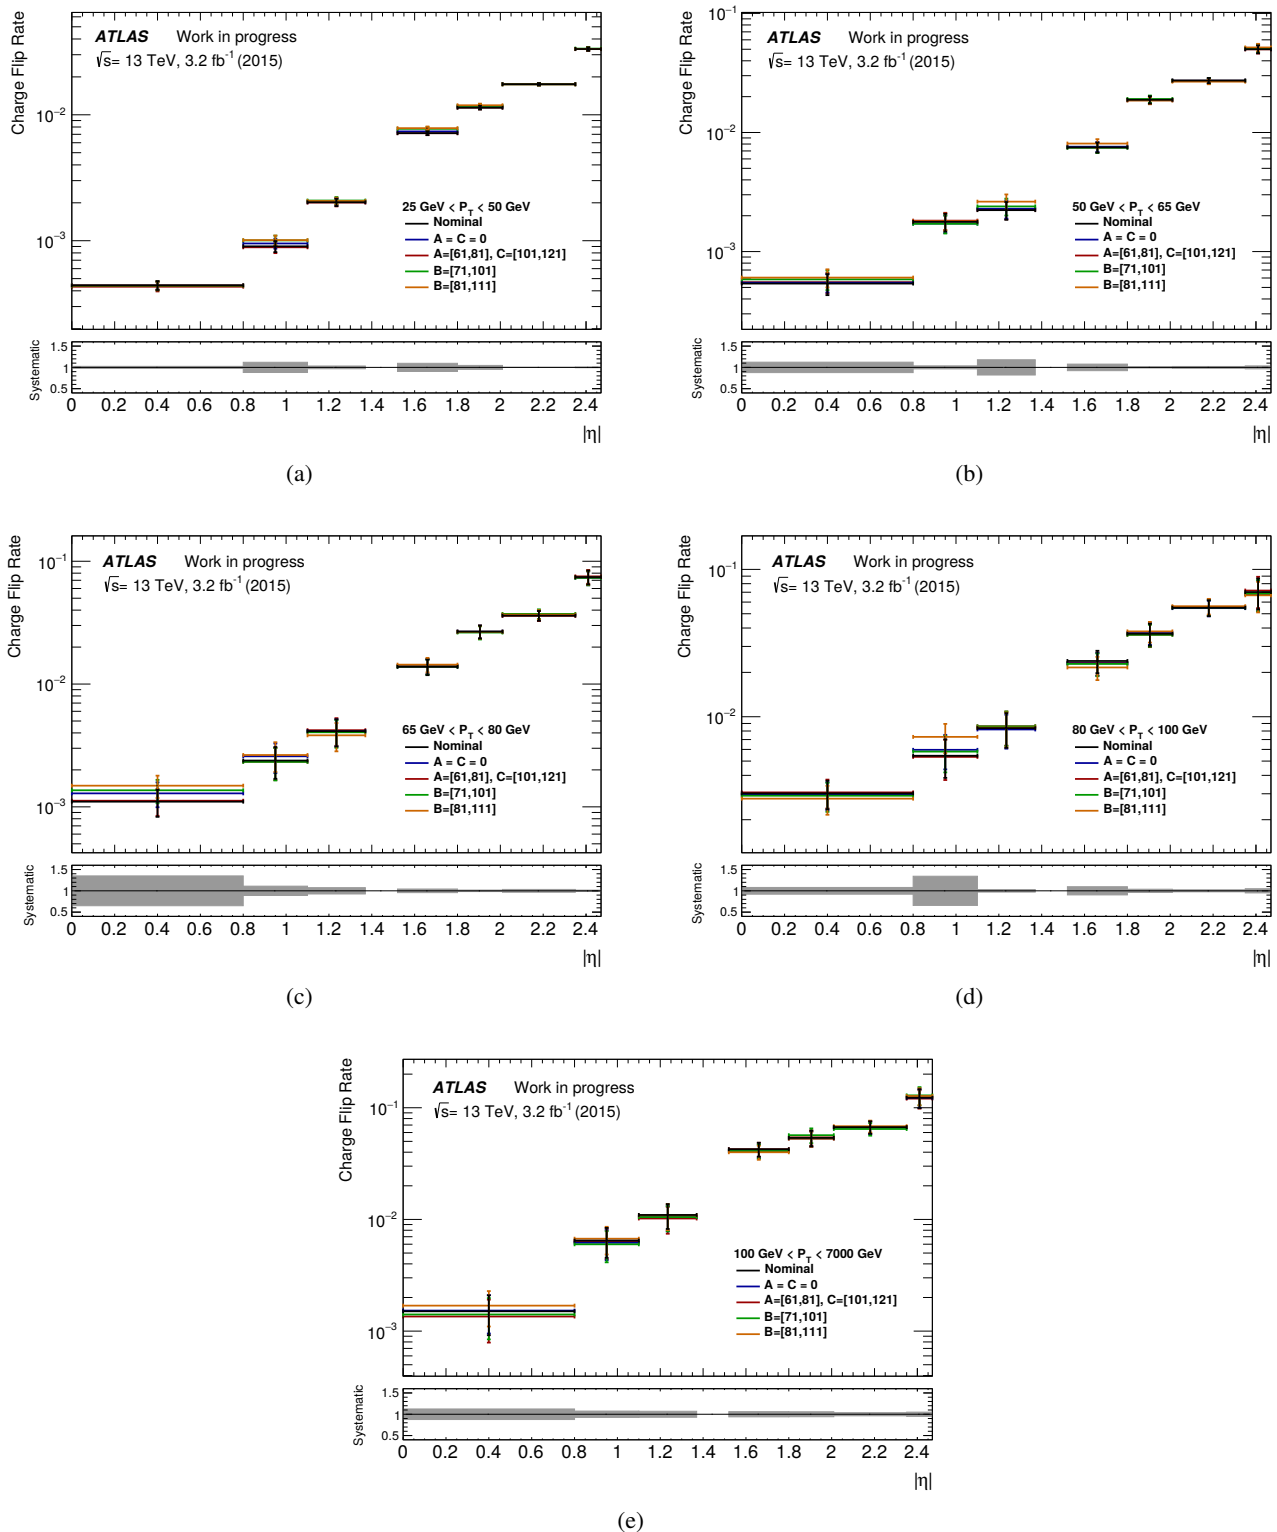 Charge Flip Rate
ATLAS Work in progress
√s= 13 TeV, 3.2 fb⁻¹ (2015)
10⁻²
10⁻³
25 GeV < P_T < 50 GeV
Nominal
A = C = 0
A=[61,81], C=[101,121]
B=[71,101]
B=[81,111]
Systematic
1.5
1
0.5
0 0.2 0.4 0.6 0.8 1 1.2 1.4 1.6 1.8 2 2.2 2.4
|η|
(a)
Charge Flip Rate
10⁻¹
ATLAS Work in progress
√s= 13 TeV, 3.2 fb⁻¹ (2015)
10⁻²
10⁻³
50 GeV < P_T < 65 GeV
Nominal
A = C = 0
A=[61,81], C=[101,121]
B=[71,101]
B=[81,111]
Systematic
1.5
1
0.5
0 0.2 0.4 0.6 0.8 1 1.2 1.4 1.6 1.8 2 2.2 2.4
|η|
(b)
Charge Flip Rate
10⁻¹
ATLAS Work in progress
√s= 13 TeV, 3.2 fb⁻¹ (2015)
10⁻²
10⁻³
65 GeV < P_T < 80 GeV
Nominal
A = C = 0
A=[61,81], C=[101,121]
B=[71,101]
B=[81,111]
Systematic
1.5
1
0.5
0 0.2 0.4 0.6 0.8 1 1.2 1.4 1.6 1.8 2 2.2 2.4
|η|
(c)
Charge Flip Rate
10⁻¹
ATLAS Work in progress
√s= 13 TeV, 3.2 fb⁻¹ (2015)
10⁻²
80 GeV < P_T < 100 GeV
Nominal
A = C = 0
A=[61,81], C=[101,121]
B=[71,101]
B=[81,111]
Systematic
1.5
1
0.5
0 0.2 0.4 0.6 0.8 1 1.2 1.4 1.6 1.8 2 2.2 2.4
|η|
(d)
Charge Flip Rate
ATLAS Work in progress
√s= 13 TeV, 3.2 fb⁻¹ (2015)
10⁻¹
10⁻²
10⁻³
100 GeV < P_T < 7000 GeV
Nominal
A = C = 0
A=[61,81], C=[101,121]
B=[71,101]
B=[81,111]
Systematic
1.5
1
0.5
0 0.2 0.4 0.6 0.8 1 1.2 1.4 1.6 1.8 2 2.2 2.4
|η|
(e)